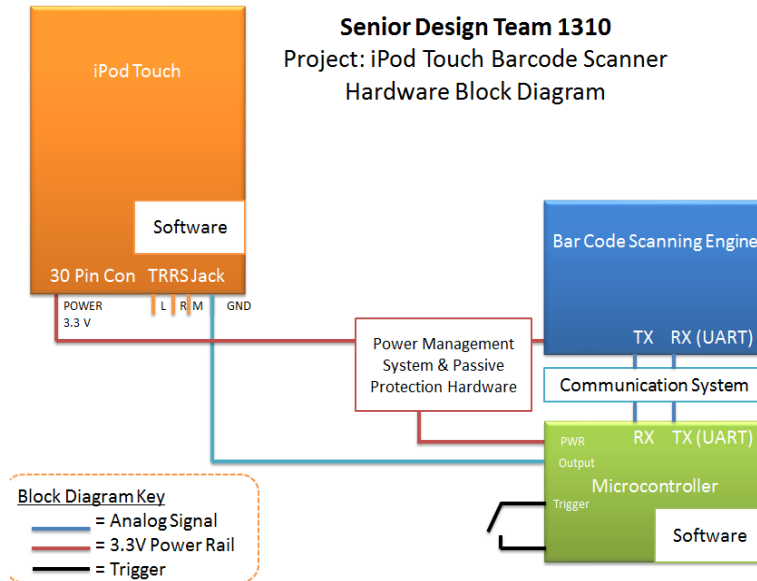 Senior Design Team 1310
Project: iPod Touch Barcode Scanner
Hardware Block Diagram
iPod Touch
Software
30 Pin Con TRRS Jack
POWER
3.3 V
L
R
M
GND
Bar Code Scanning Engine
TX RX (UART)
Power Management
System & Passive
Protection Hardware
Communication System
PWR
RX TX (UART)
Output
Microcontroller
Trigger
Software
Block Diagram Key
= Analog Signal
= 3.3V Power Rail
= Trigger